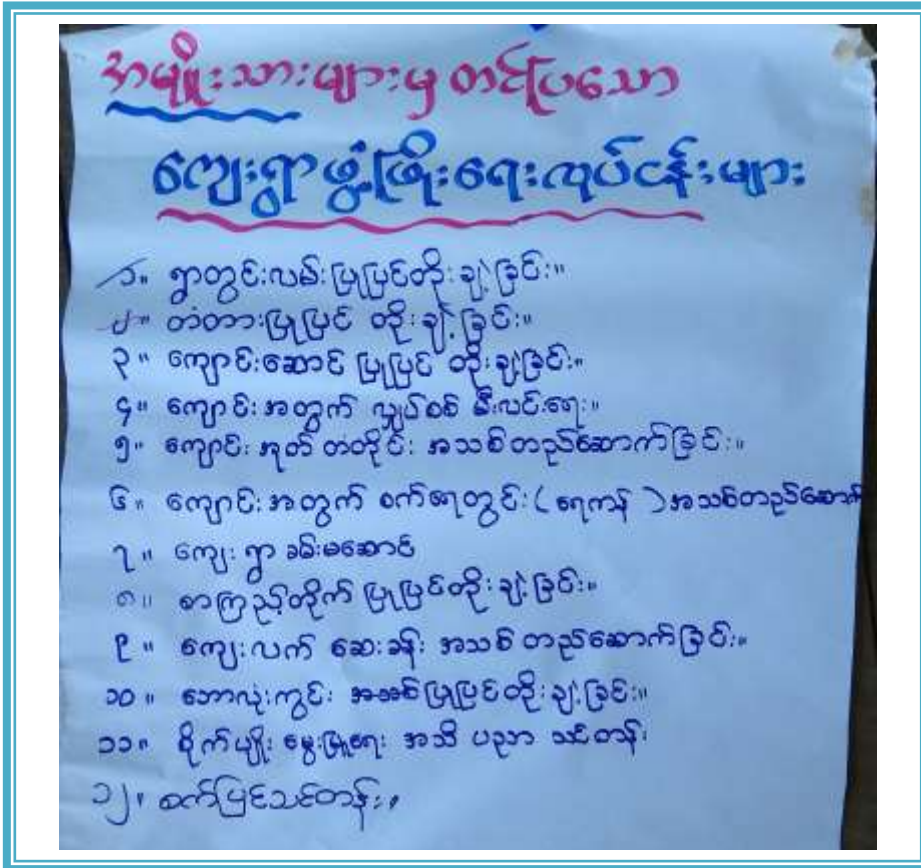 အမျိုးသားများမှ တင်ပြသော
ကျေးရွာဖွံ့ဖြိုးရေးလုပ်ငန်းများ
၁။ ရွာတွင်းလမ်းပြုပြင်တိုးချဲ့ခြင်း။
၂။ တံတားပြုပြင် တိုးချဲ့ခြင်း။
၃။ ကျောင်းဆောင် ပြုပြင် တိုးချဲ့ခြင်း။
၄။ ကျောင်းအတွက် လျှပ်စစ် မီးလင်းရေး။
၅။ ကျောင်း အုတ် တံတိုင်း အသစ်တည်ဆောက်ခြင်း။
၆။ ကျောင်းအတွက် စက်ရေတွင်း (ရေကန်) အသစ်တည်ဆောက်
၇။ ကျေးရွာ ခမ်းမဆောင်
၈။ စာကြည့်တိုက် ပြုပြင်တိုးချဲ့ခြင်း။
၉။ ကျေးလက် ဆေးခန်း အသစ် တည်ဆောက်ခြင်း။
၁၀။ ဘောလုံးကွင်း ပြုပြင်တိုးချဲ့ခြင်း။
၁၁။ စိုက်ပျိုး မွေးမြူရေး အသိ ပညာ သင်တန်း
၁၂။ စက်ပြင်သင်တန်း၊